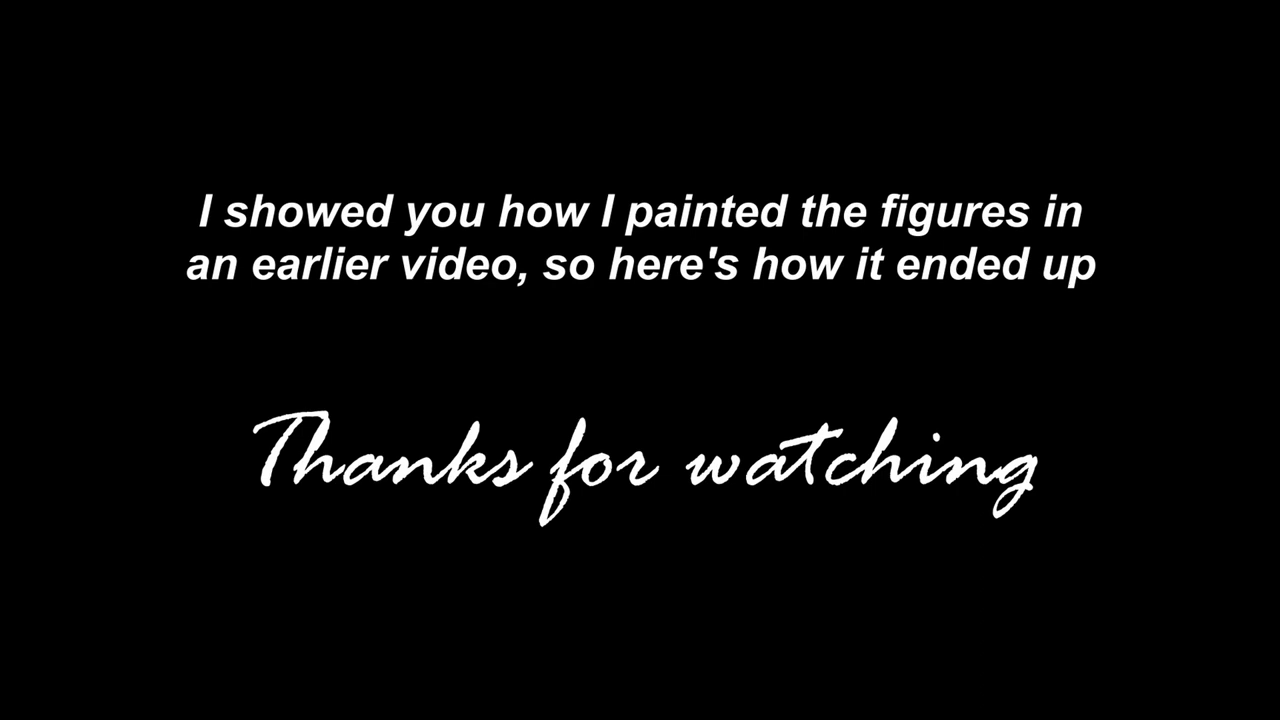 I showed you how I painted the figures in
an earlier video, so here's how it ended up
Thanks for watching